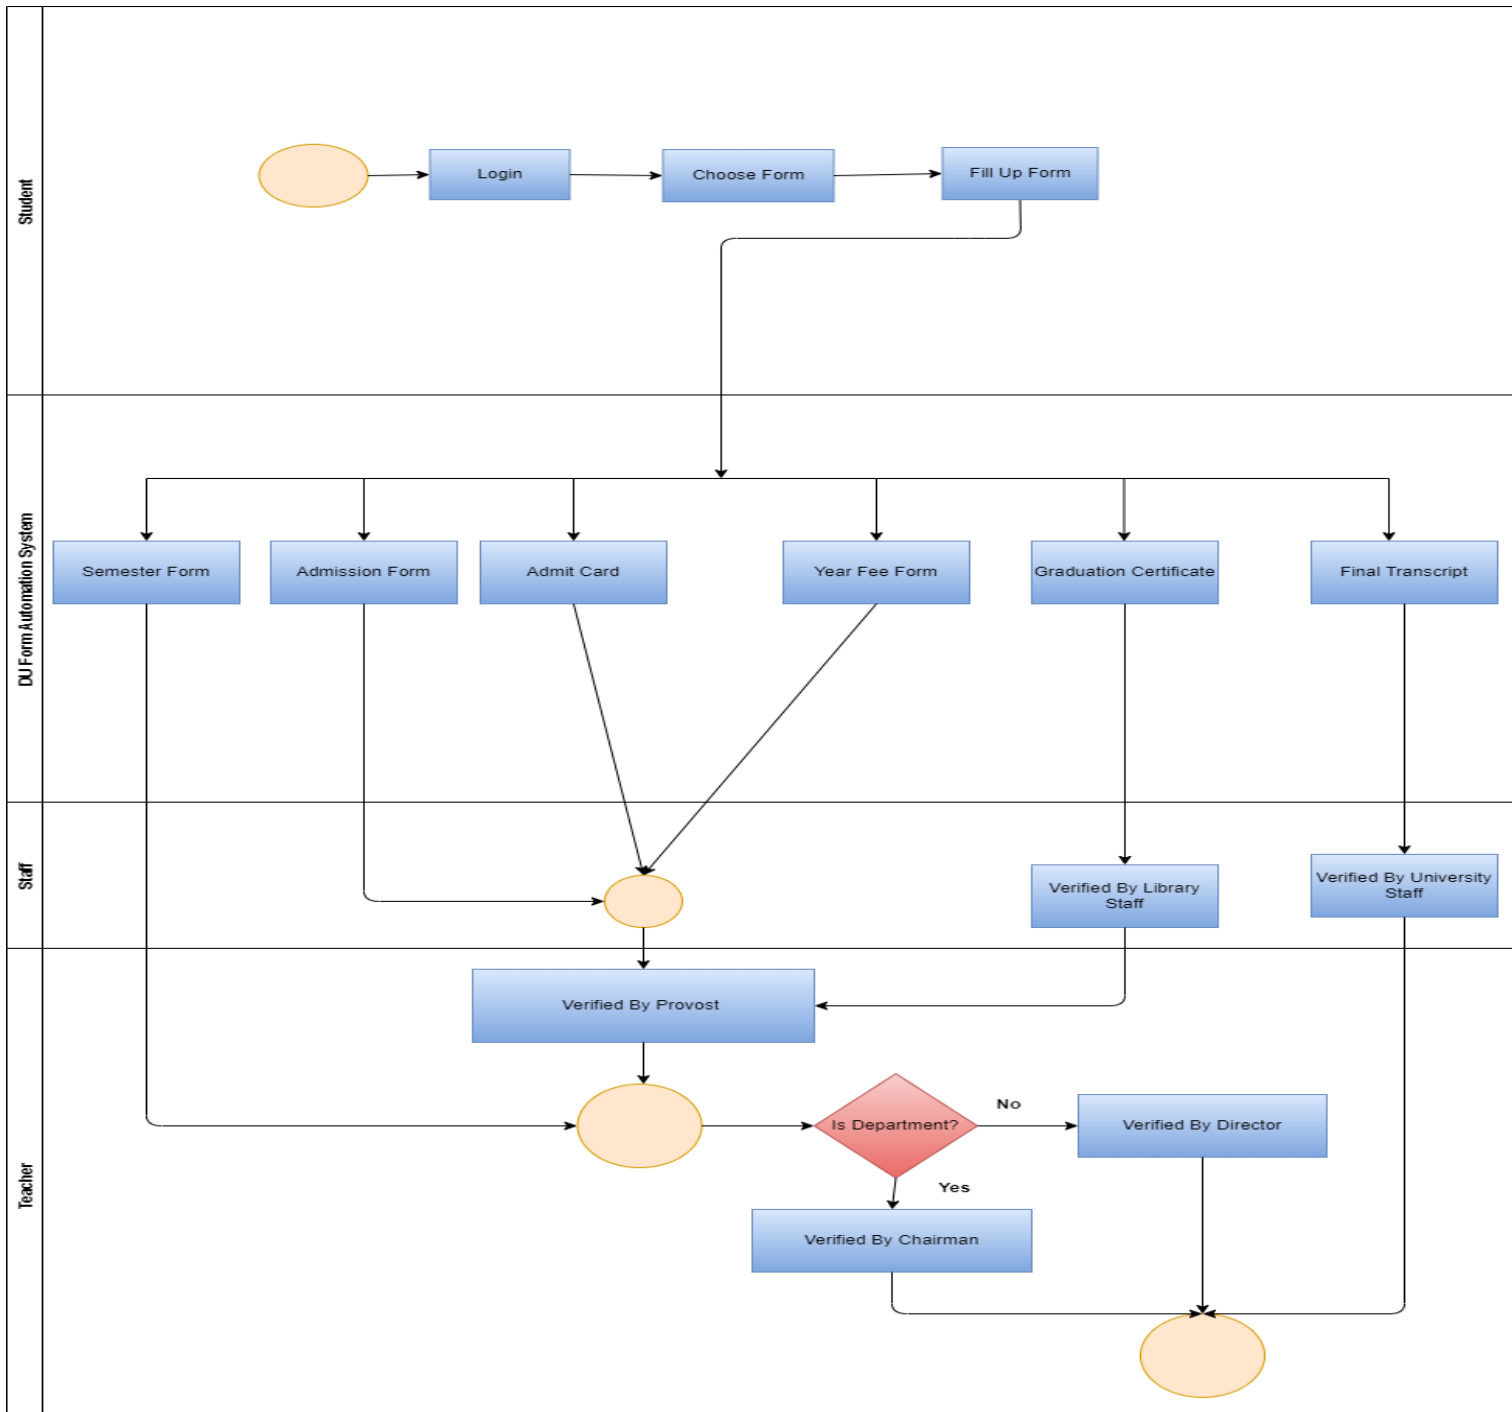 Student
Login
Choose Form
Fill Up Form
DU Form Automation System
Semester Form
Admission Form
Admit Card
Year Fee Form
Graduation Certificate
Final Transcript
Staff
Verified By Library
Staff
Verified By University
Staff
Teacher
Verified By Provost
Is Department?
No
Verified By Director
Yes
Verified By Chairman